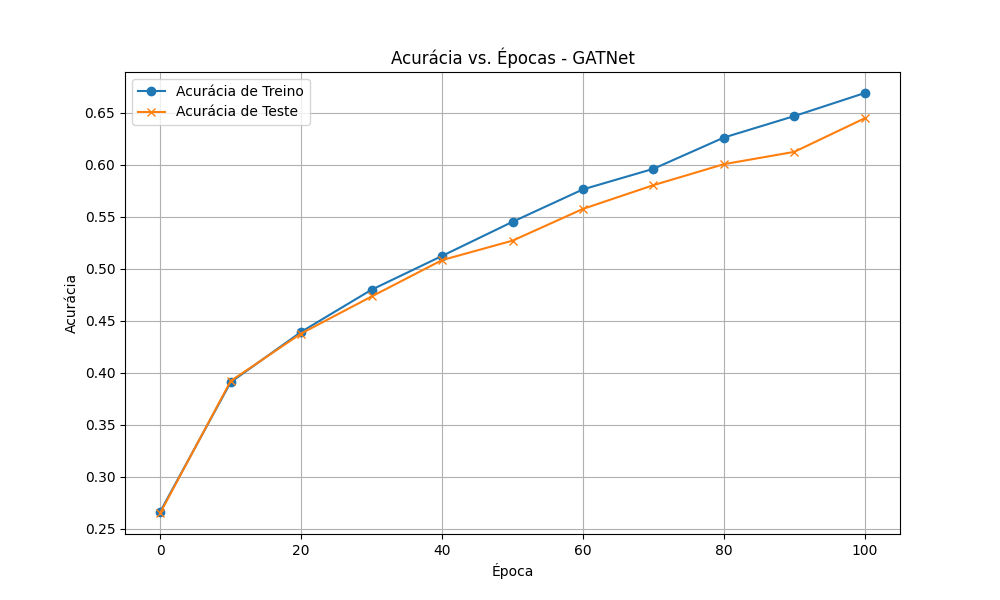 Acurácia vs. Épocas - GATNet
Acurácia de Treino
Acurácia de Teste
0.65
0.60
0.55
0.50
0.45
0.40
0.35
0.30
0.25
Acurácia
0 20 40 60 80 100
Época